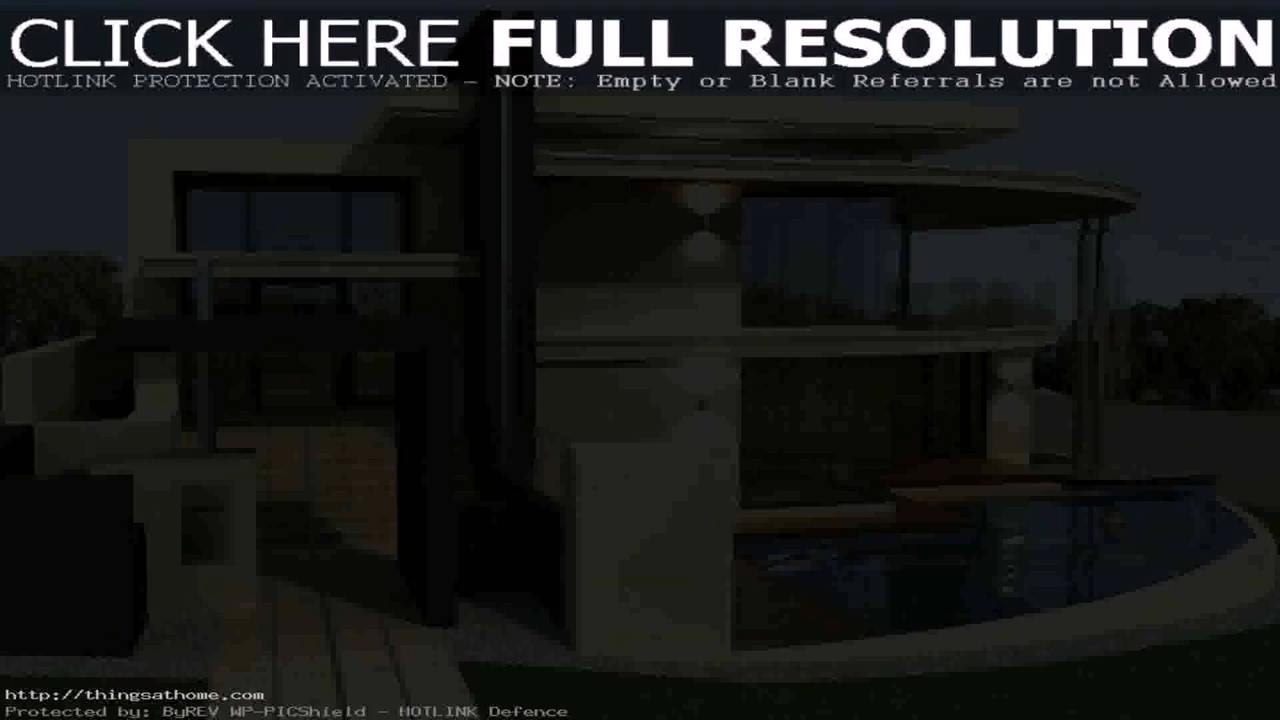 CLICK HERE FULL RESOLUTION
HOTLINK PROTECTION ACTIVATED - NOTE: Empty or Blank Referrals are not Allowed
http://thingsathome.com
Protected by: ByREV WP-PICShield - HOTLINK Defence